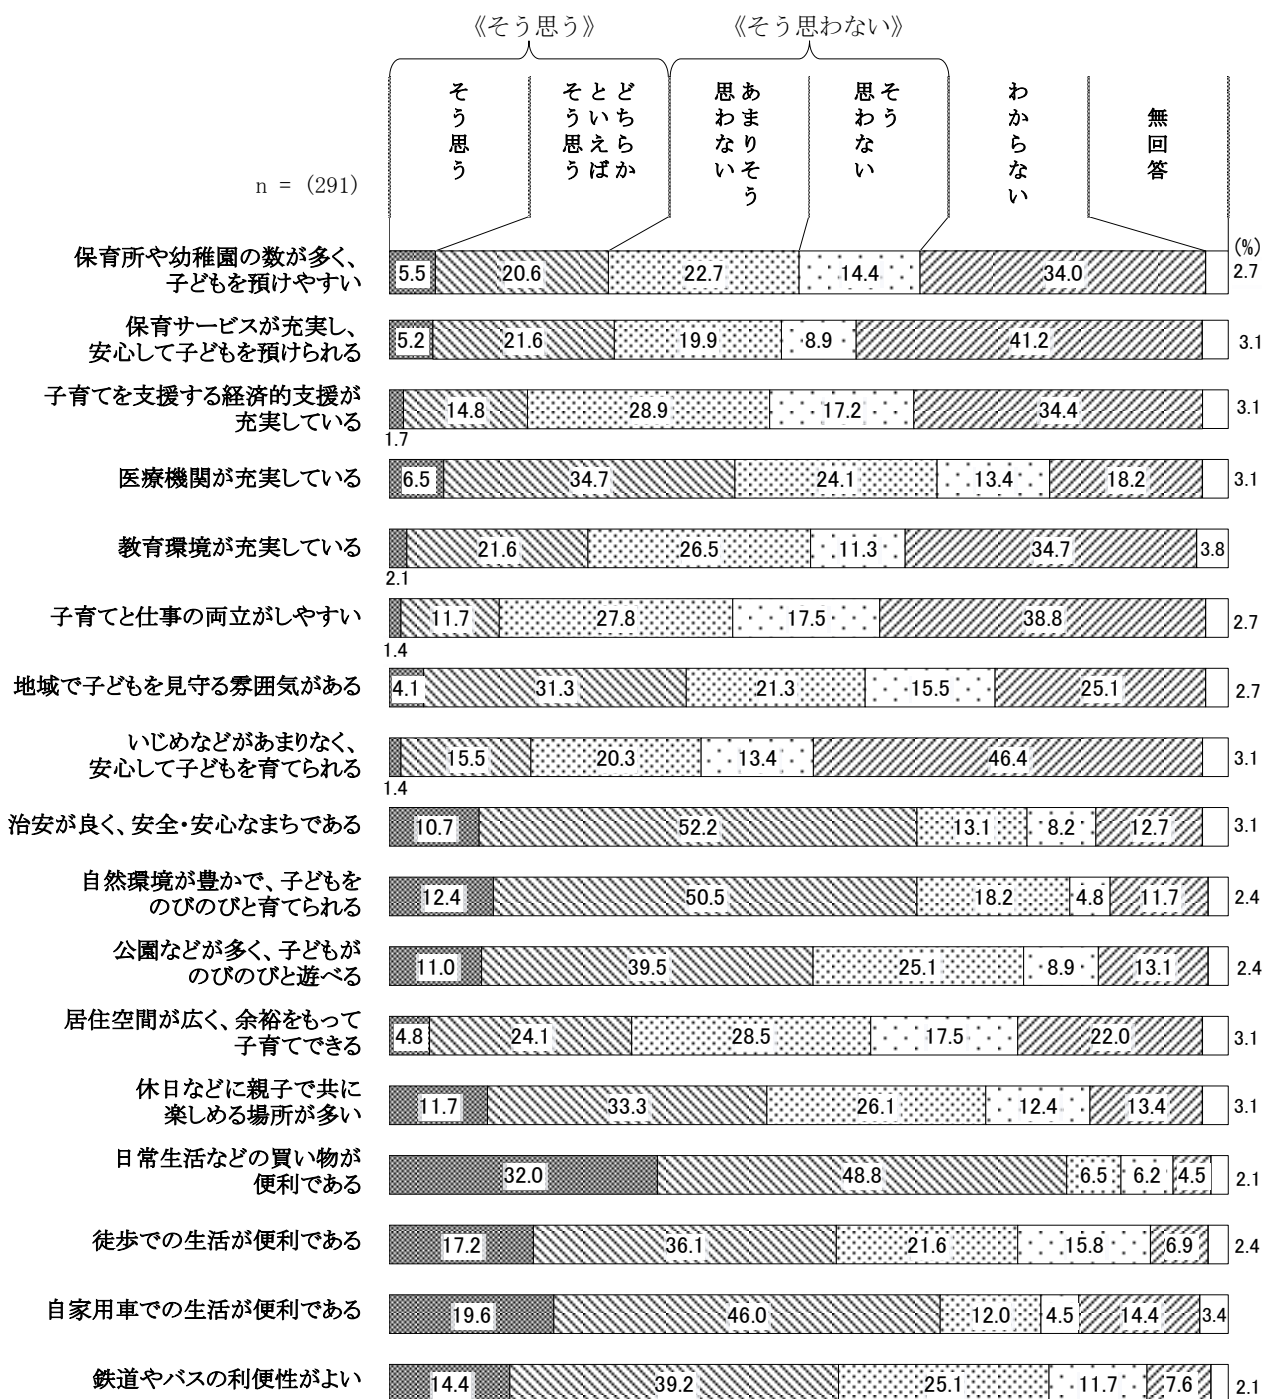 《そう思う》 《そう思わない》
そう思う
どちらか
といえば
そう思う
あまりそう
思わない
そう
思わない
わからない
無回答
n = (291)
(%)
保育所や幼稚園の数が多く、
子どもを預けやすい
5.5 20.6 22.7 14.4 34.0 2.7
保育サービスが充実し、
安心して子どもを預けられる
5.2 21.6 19.9 8.9 41.2 3.1
子育てを支援する経済的支援が
充実している
1.7 14.8 28.9 17.2 34.4 3.1
医療機関が充実している
6.5 34.7 24.1 13.4 18.2 3.1
教育環境が充実している
2.1 21.6 26.5 11.3 34.7 3.8
子育てと仕事の両立がしやすい
1.4 11.7 27.8 17.5 38.8 2.7
地域で子どもを見守る雰囲気がある
4.1 31.3 21.3 15.5 25.1 2.7
いじめなどがあまりなく、
安心して子どもを育てられる
1.4 15.5 20.3 13.4 46.4 3.1
治安が良く、安全・安心なまちである
10.7 52.2 13.1 8.2 12.7 3.1
自然環境が豊かで、子どもを
のびのびと育てられる
12.4 50.5 18.2 4.8 11.7 2.4
公園などが多く、子どもが
のびのびと遊べる
11.0 39.5 25.1 8.9 13.1 2.4
居住空間が広く、余裕をもって
子育てできる
4.8 24.1 28.5 17.5 22.0 3.1
休日などに親子で共に
楽しめる場所が多い
11.7 33.3 26.1 12.4 13.4 3.1
日常生活などの買い物が
便利である
32.0 48.8 6.5 6.2 4.5 2.1
徒歩での生活が便利である
17.2 36.1 21.6 15.8 6.9 2.4
自家用車での生活が便利である
19.6 46.0 12.0 4.5 14.4 3.4
鉄道やバスの利便性がよい
14.4 39.2 25.1 11.7 7.6 2.1